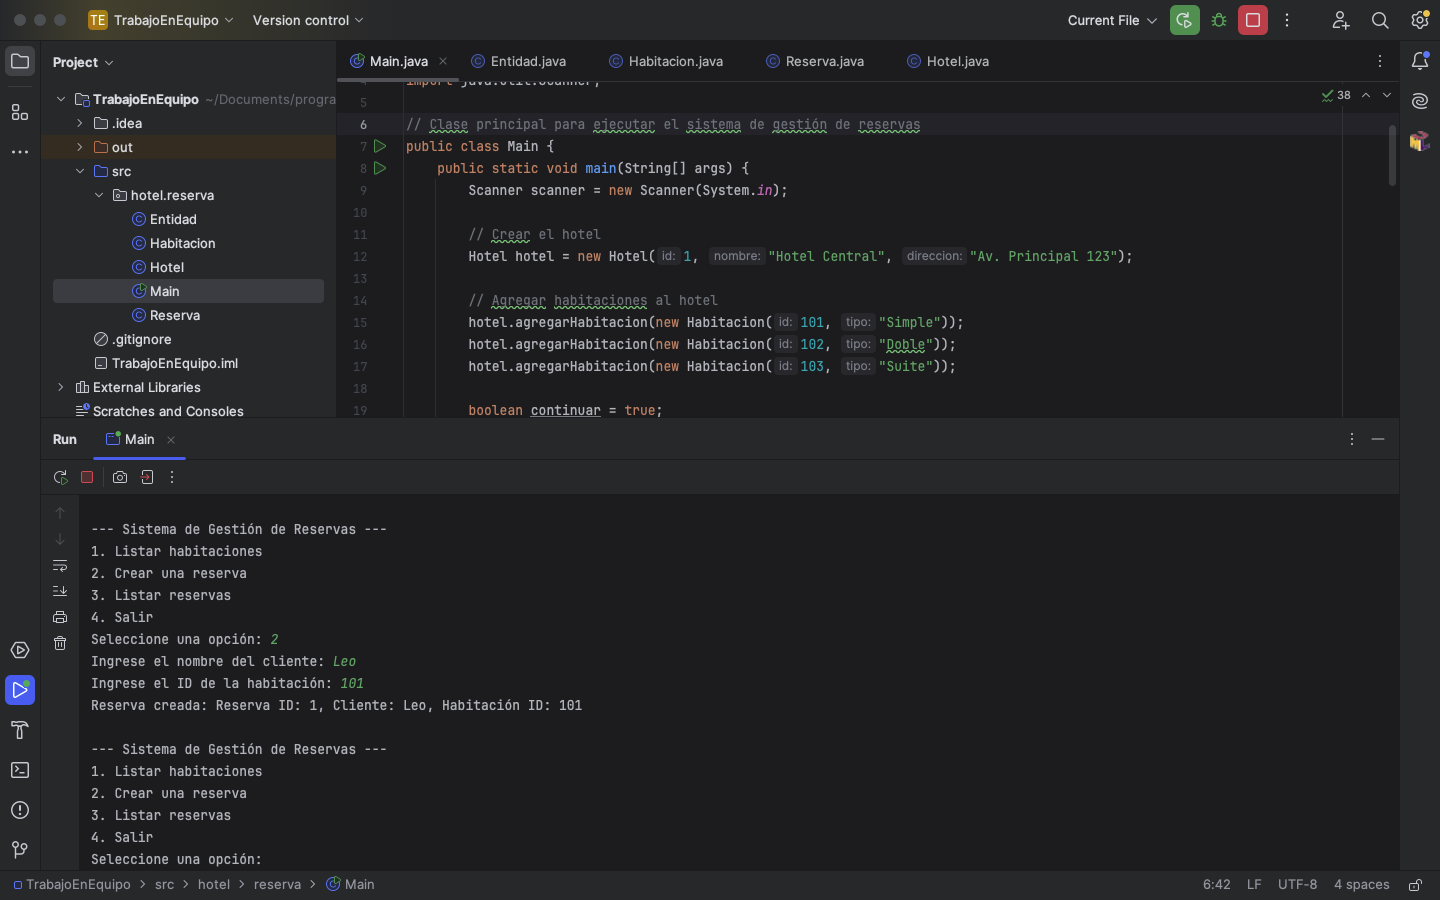 TE TrabajoEnEquipo Version control Current File
Project
Main.java Entidad.java Habitacion.java Reserva.java Hotel.java
TrabajoEnEquipo ~/Documents/progra
.idea
out
src
hotel.reserva
Entidad
Habitacion
Hotel
Main
Reserva
.gitignore
TrabajoEnEquipo.iml
External Libraries
Scratches and Consoles
38
4 import java.util.Scanner;
5
6 // Clase principal para ejecutar el sistema de gestión de reservas
7 public class Main {
8 public static void main(String[] args) {
9 Scanner scanner = new Scanner(System.in);
10
11 // Crear el hotel
12 Hotel hotel = new Hotel( id: 1, nombre: "Hotel Central", direccion: "Av. Principal 123");
13
14 // Agregar habitaciones al hotel
15 hotel.agregarHabitacion(new Habitacion( id: 101, tipo: "Simple"));
16 hotel.agregarHabitacion(new Habitacion( id: 102, tipo: "Doble"));
17 hotel.agregarHabitacion(new Habitacion( id: 103, tipo: "Suite"));
18
19 boolean continuar = true;
Run Main
--- Sistema de Gestión de Reservas ---
1. Listar habitaciones
2. Crear una reserva
3. Listar reservas
4. Salir
Seleccione una opción: 2
Ingrese el nombre del cliente: Leo
Ingrese el ID de la habitación: 101
Reserva creada: Reserva ID: 1, Cliente: Leo, Habitación ID: 101
--- Sistema de Gestión de Reservas ---
1. Listar habitaciones
2. Crear una reserva
3. Listar reservas
4. Salir
Seleccione una opción:
TrabajoEnEquipo > src > hotel > reserva > Main 6:42 LF UTF-8 4 spaces